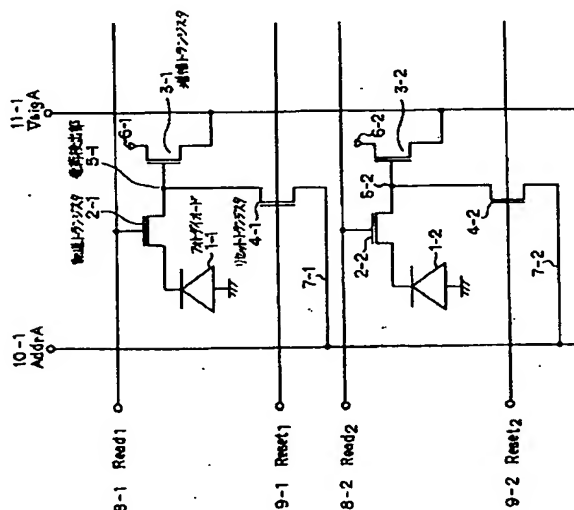 10-1
AddrA
11-1
VsigA
転送トランジスタ
2-1
電荷検出部
5-1
6-1
3-1
増幅トランジスタ
フォトダイオード
1-1
リセットトランジスタ
4-1
7-1
8-1 Read1
9-1 Reset1
8-2 Read2
2-2
6-2
6-2
3-2
1-2
4-2
7-2
9-2 Reset2